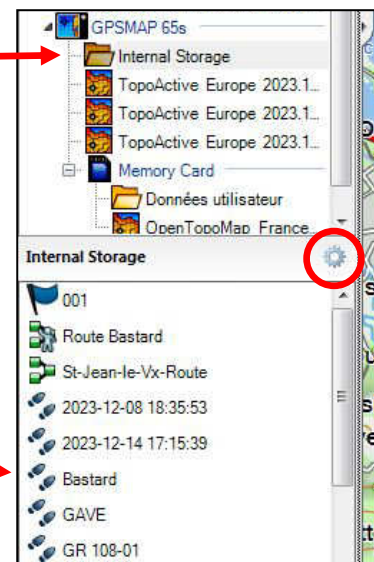 GPSMAP 65s
Internal Storage
TopoActive Europe 2023.1...
TopoActive Europe 2023.1...
TopoActive Europe 2023.1...
Memory Card
Données utilisateur
OpenTopoMap France...
Internal Storage
001
Route Bastard
St-Jean-le-Vx-Route
2023-12-08 18:35:53
2023-12-14 17:15:39
Bastard
GAVE
GR 108-01